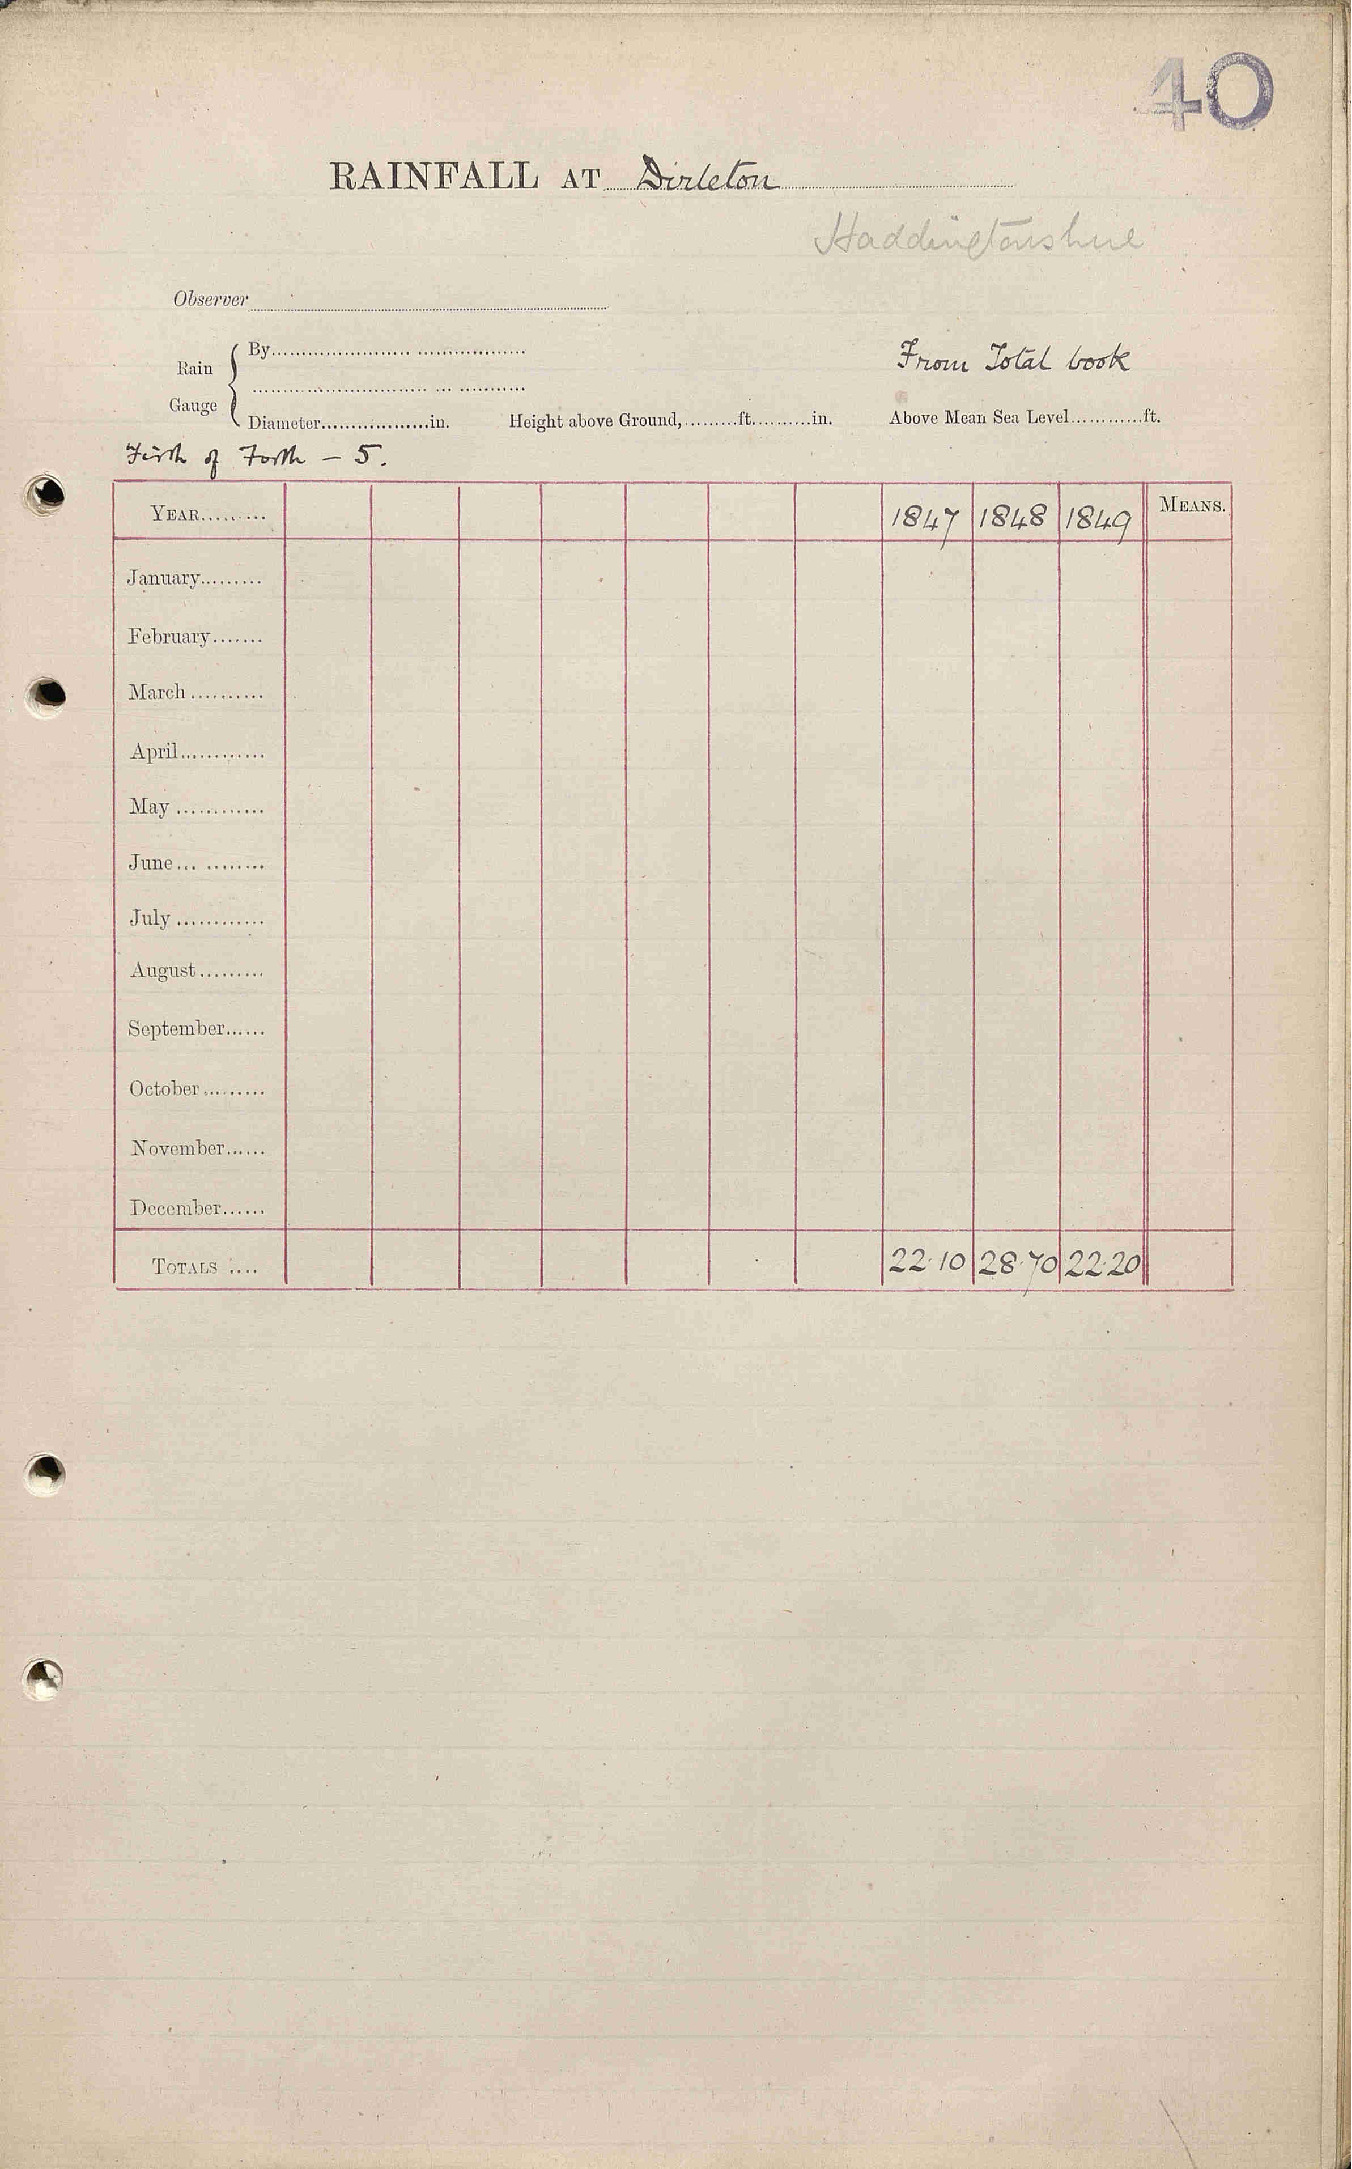 40
RAINFALL AT Dirleton
Haddingtonshire
Observer
Rain Gauge { By
From Total book
Diameter in. Height above Ground, ft. in. Above Mean Sea Level ft.
Firth of Forth – 5.
YEAR 1847 1848 1849 MEANS.
January
February
March
April
May
June
July
August
September
October
November
December
TOTALS 22·10 28·70 22·20